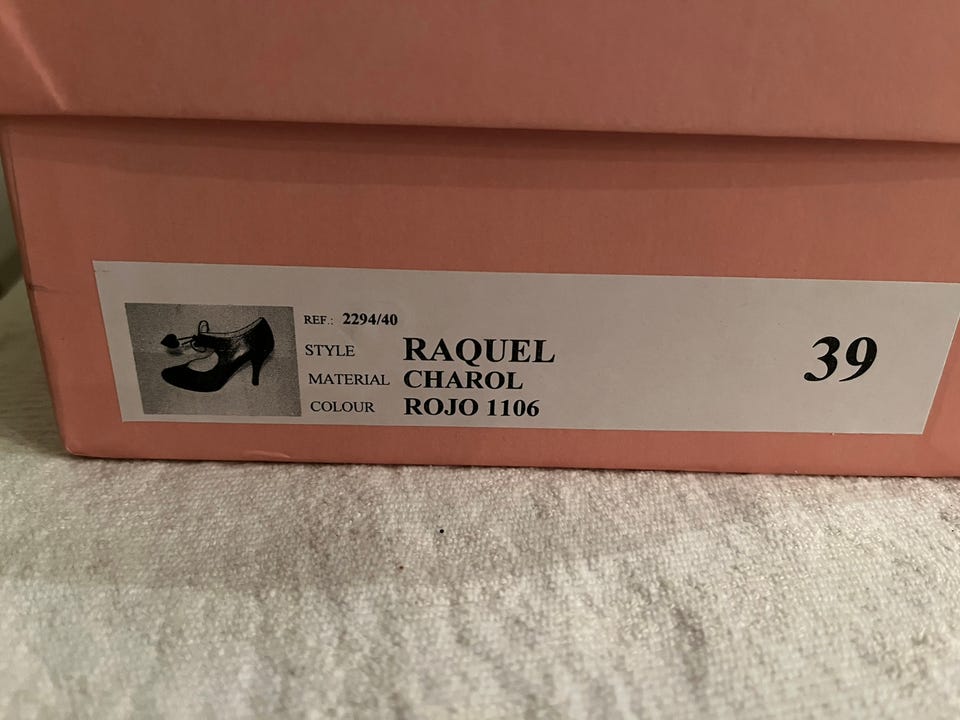 REF.: 2294/40
STYLE RAQUEL
MATERIAL CHAROL
COLOUR ROJO 1106
39